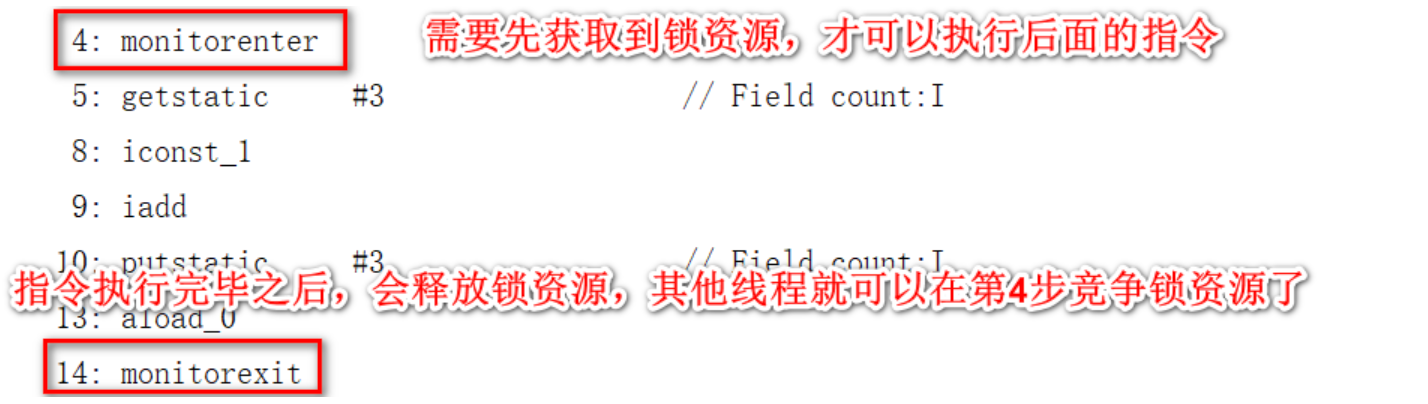 4: monitorenter 需要先获取到锁资源，才可以执行后面的指令
5: getstatic #3 // Field count:I
8: iconst_1
9: iadd
10: putstatic #3 // Field count:I
指令执行完毕之后，会释放锁资源，其他线程就可以在第4步竞争锁资源了
13: aload_0
14: monitorexit